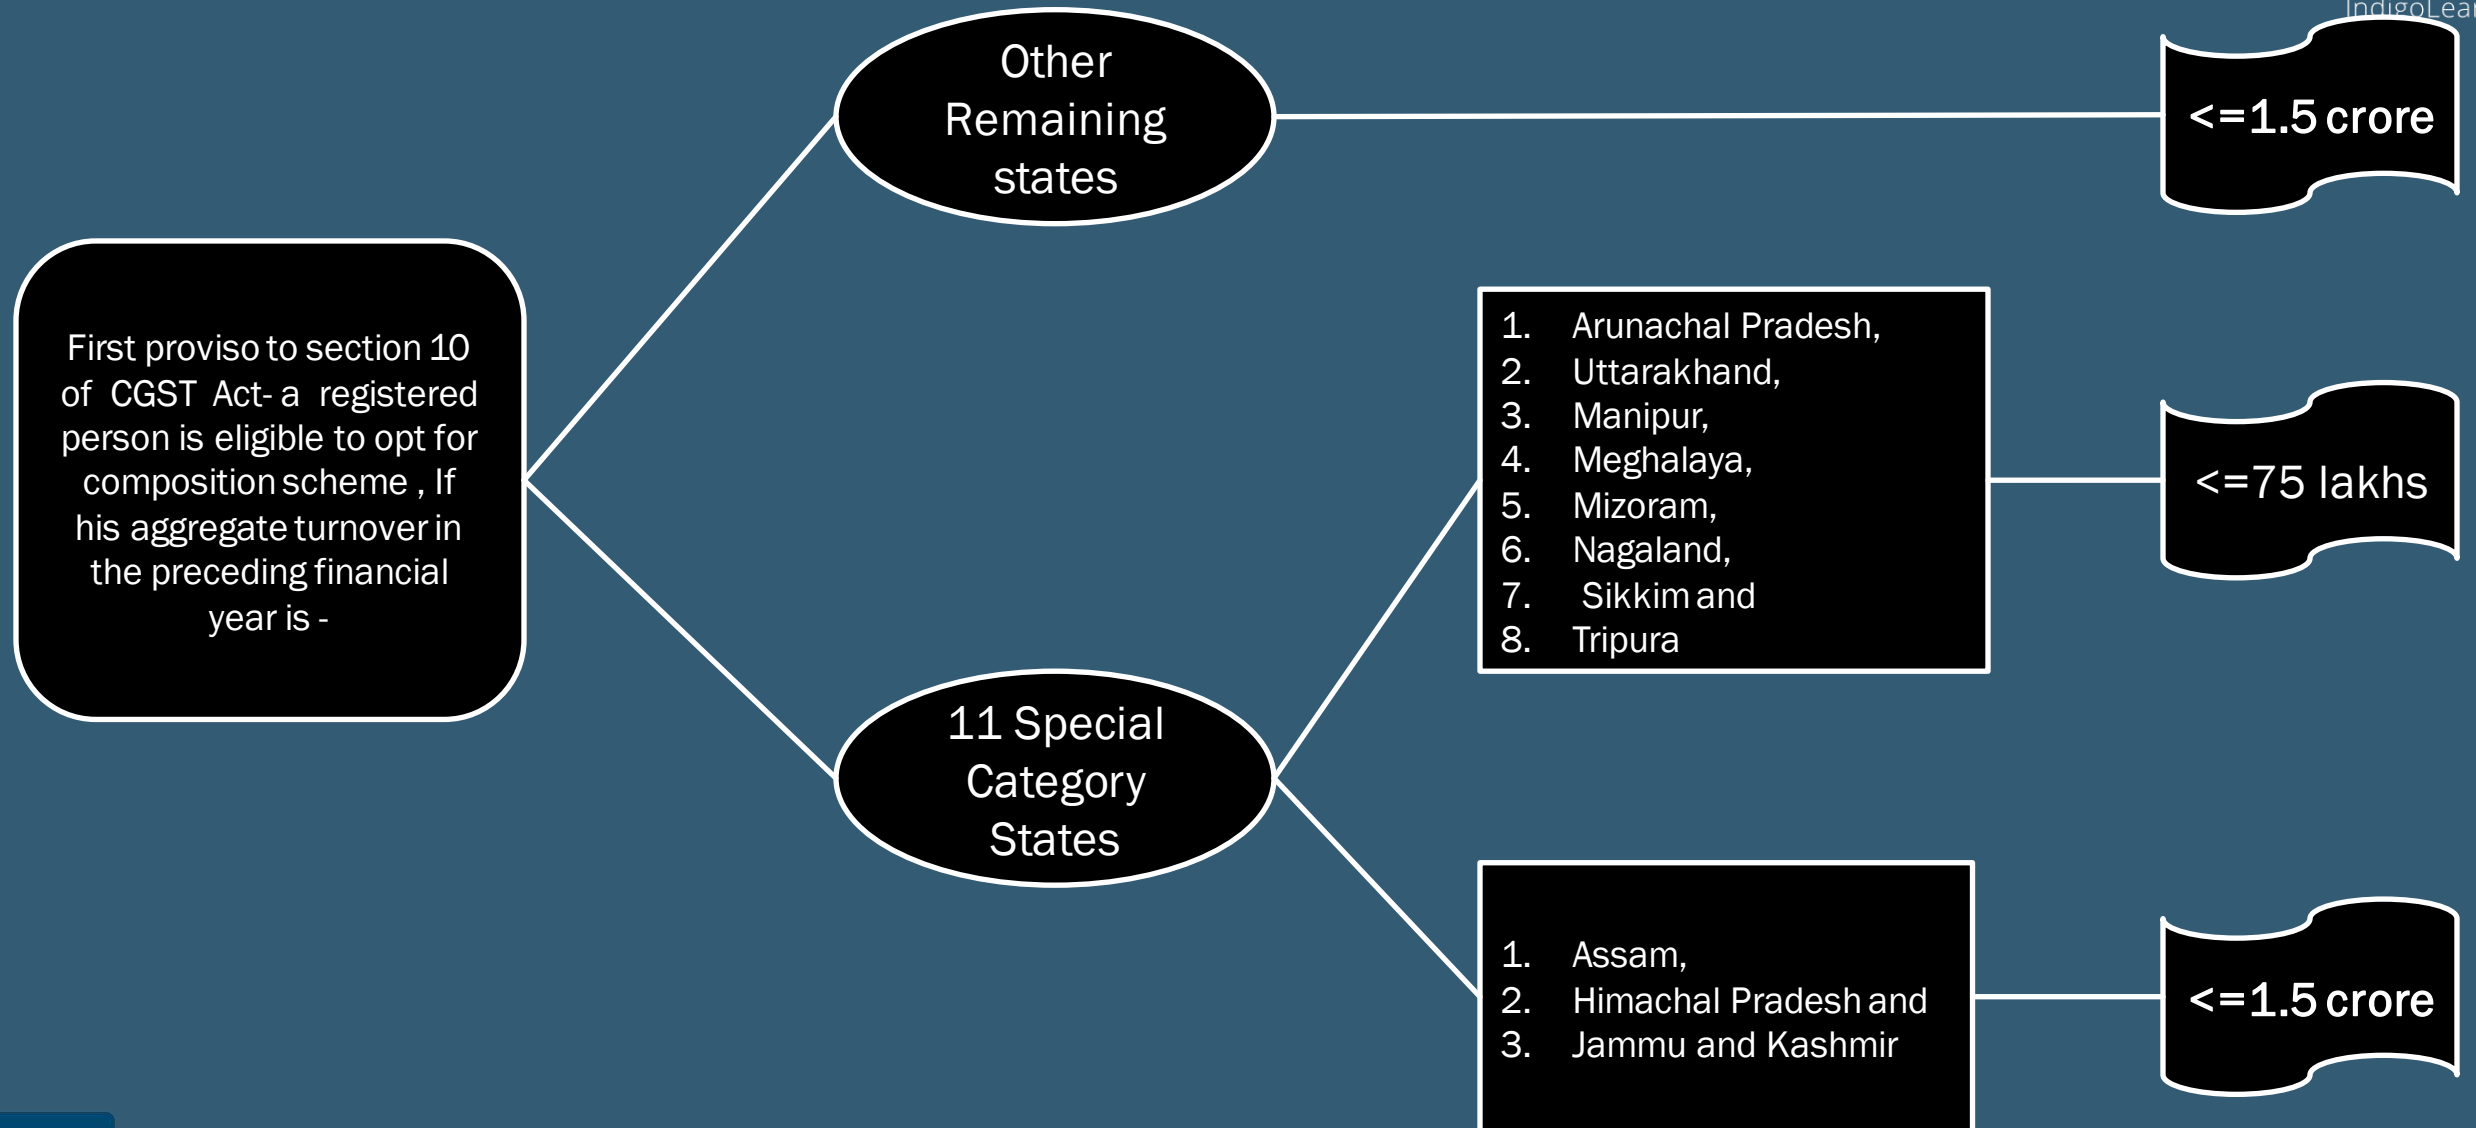 IndigoLear
Other
Remaining
states
<=1.5 crore
First proviso to section 10
of CGST Act- a registered
person is eligible to opt for
composition scheme , If
his aggregate turnover in
the preceding financial
year is -
1. Arunachal Pradesh,
2. Uttarakhand,
3. Manipur,
4. Meghalaya,
5. Mizoram,
6. Nagaland,
7. Sikkim and
8. Tripura
<=75 lakhs
11 Special
Category
States
1. Assam,
2. Himachal Pradesh and
3. Jammu and Kashmir
<=1.5 crore